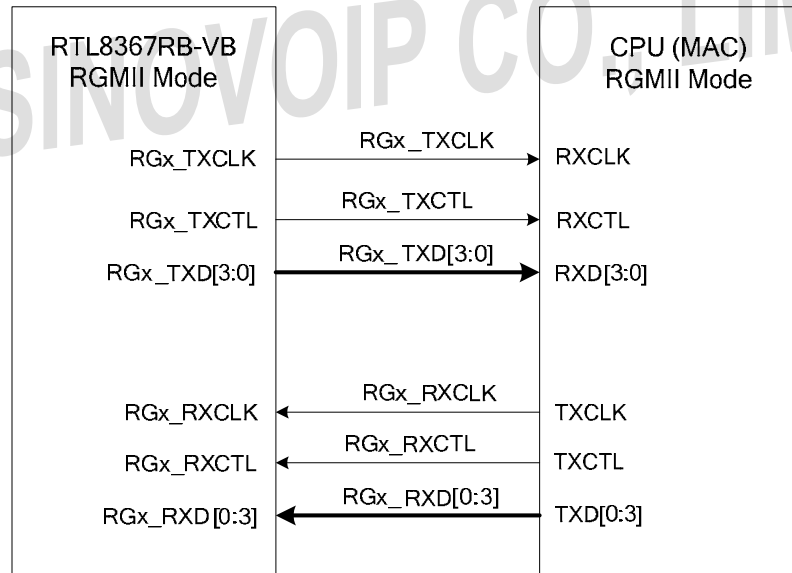 SINOVOIP CO., LIM
RTL8367RB-VB
RGMII Mode
CPU (MAC)
RGMII Mode
RGx_TXCLK
RGx_TXCLK
RXCLK
RGx_TXCTL
RGx_TXCTL
RXCTL
RGx_TXD[3:0]
RGx_TXD[3:0]
RXD[3:0]
RGx_RXCLK
RGx_RXCLK
TXCLK
RGx_RXCTL
RGx_RXCTL
TXCTL
RGx_RXD[0:3]
RGx_RXD[0:3]
TXD[0:3]